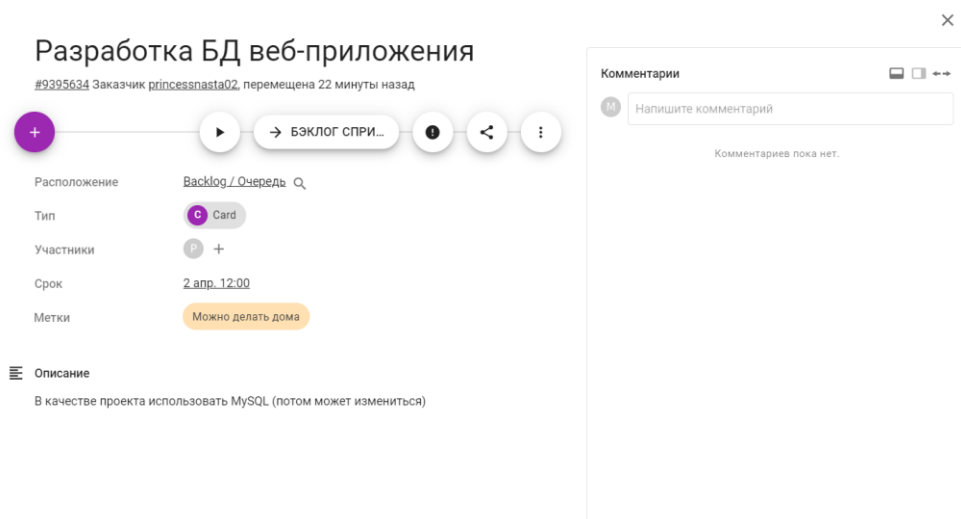 Разработка БД веб-приложения
#9395634 Заказчик princessnasta02, перемещена 22 минуты назад
+
БЭКЛОГ СПРИ...
Расположение Backlog / Очередь
Тип C Card
Участники P +
Срок 2 апр. 12:00
Метки Можно делать дома
Описание
В качестве проекта использовать MySQL (потом может измениться)
Комментарии
M Напишите комментарий
Комментариев пока нет.